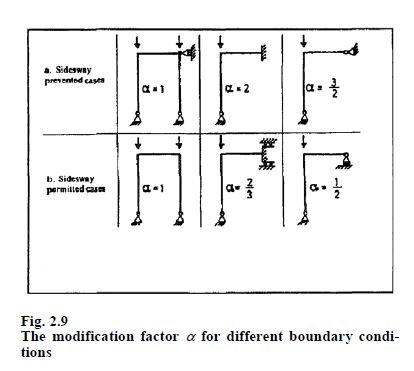 a. Sidesway
prevented cases
α = 1
α = 2
α = 3/2
b. Sidesway
permitted cases
α = 1
α = 2/3
α = 1/2
Fig. 2.9
The modification factor α for different boundary condi-
tions